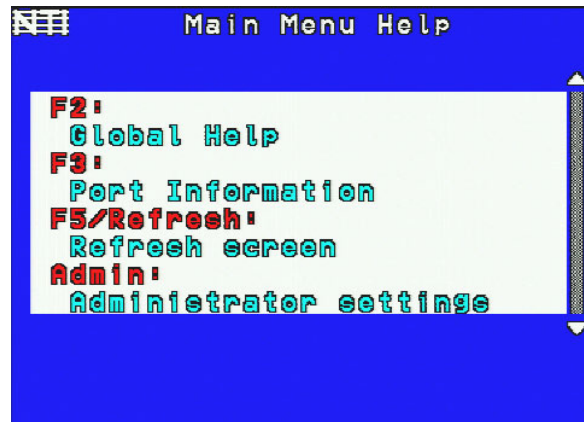 NTI
Main Menu Help
F2:
Global Help
F3:
Port Information
F5/Refresh:
Refresh screen
Admin:
Administrator settings